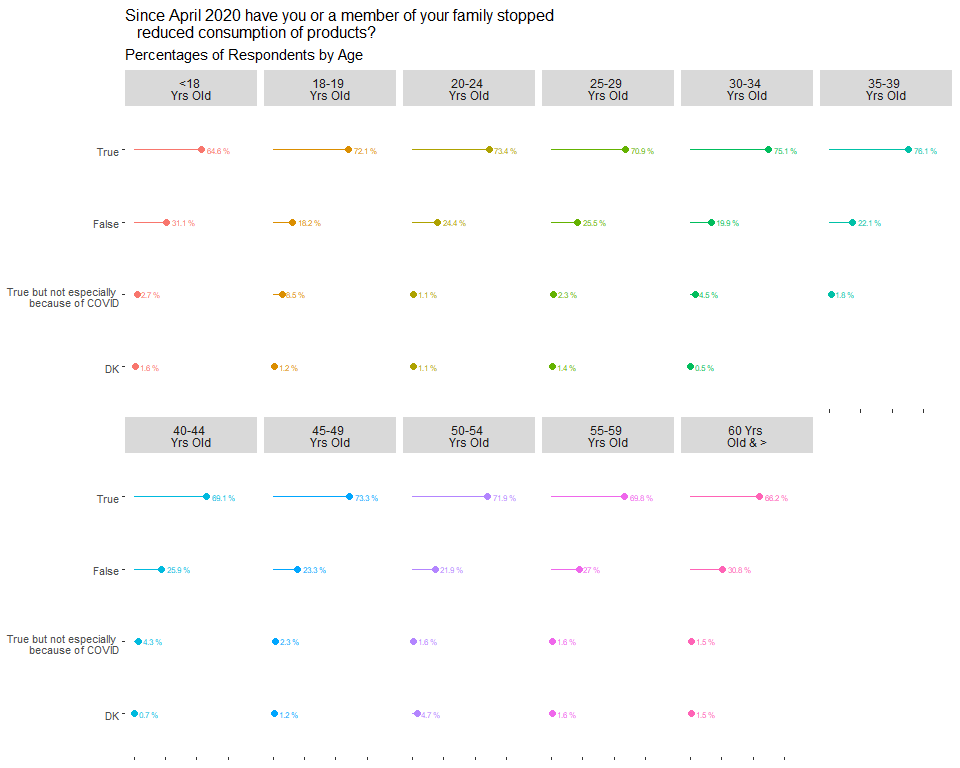 Since April 2020 have you or a member of your family stopped
reduced consumption of products?
Percentages of Respondents by Age
<18 18-19 20-24 25-29 30-34 35-39
Yrs Old Yrs Old Yrs Old Yrs Old Yrs Old Yrs Old
True 64.6 % 72.1 % 73.4 % 70.9 % 75.1 % 76.1 %
False 31.1 % 18.2 % 24.4 % 25.5 % 19.9 % 22.1 %
True but not especially
because of COVID 2.7 % 8.5 % 1.1 % 2.3 % 4.5 % 1.8 %
DK 1.6 % 1.2 % 1.1 % 1.4 % 0.5 %
40-44 45-49 50-54 55-59 60 Yrs
Yrs Old Yrs Old Yrs Old Yrs Old Old & >
True 69.1 % 73.3 % 71.9 % 69.8 % 66.2 %
False 25.9 % 23.3 % 21.9 % 27 % 30.8 %
True but not especially
because of COVID 4.3 % 2.3 % 1.6 % 1.6 % 1.5 %
DK 0.7 % 1.2 % 4.7 % 1.6 % 1.5 %